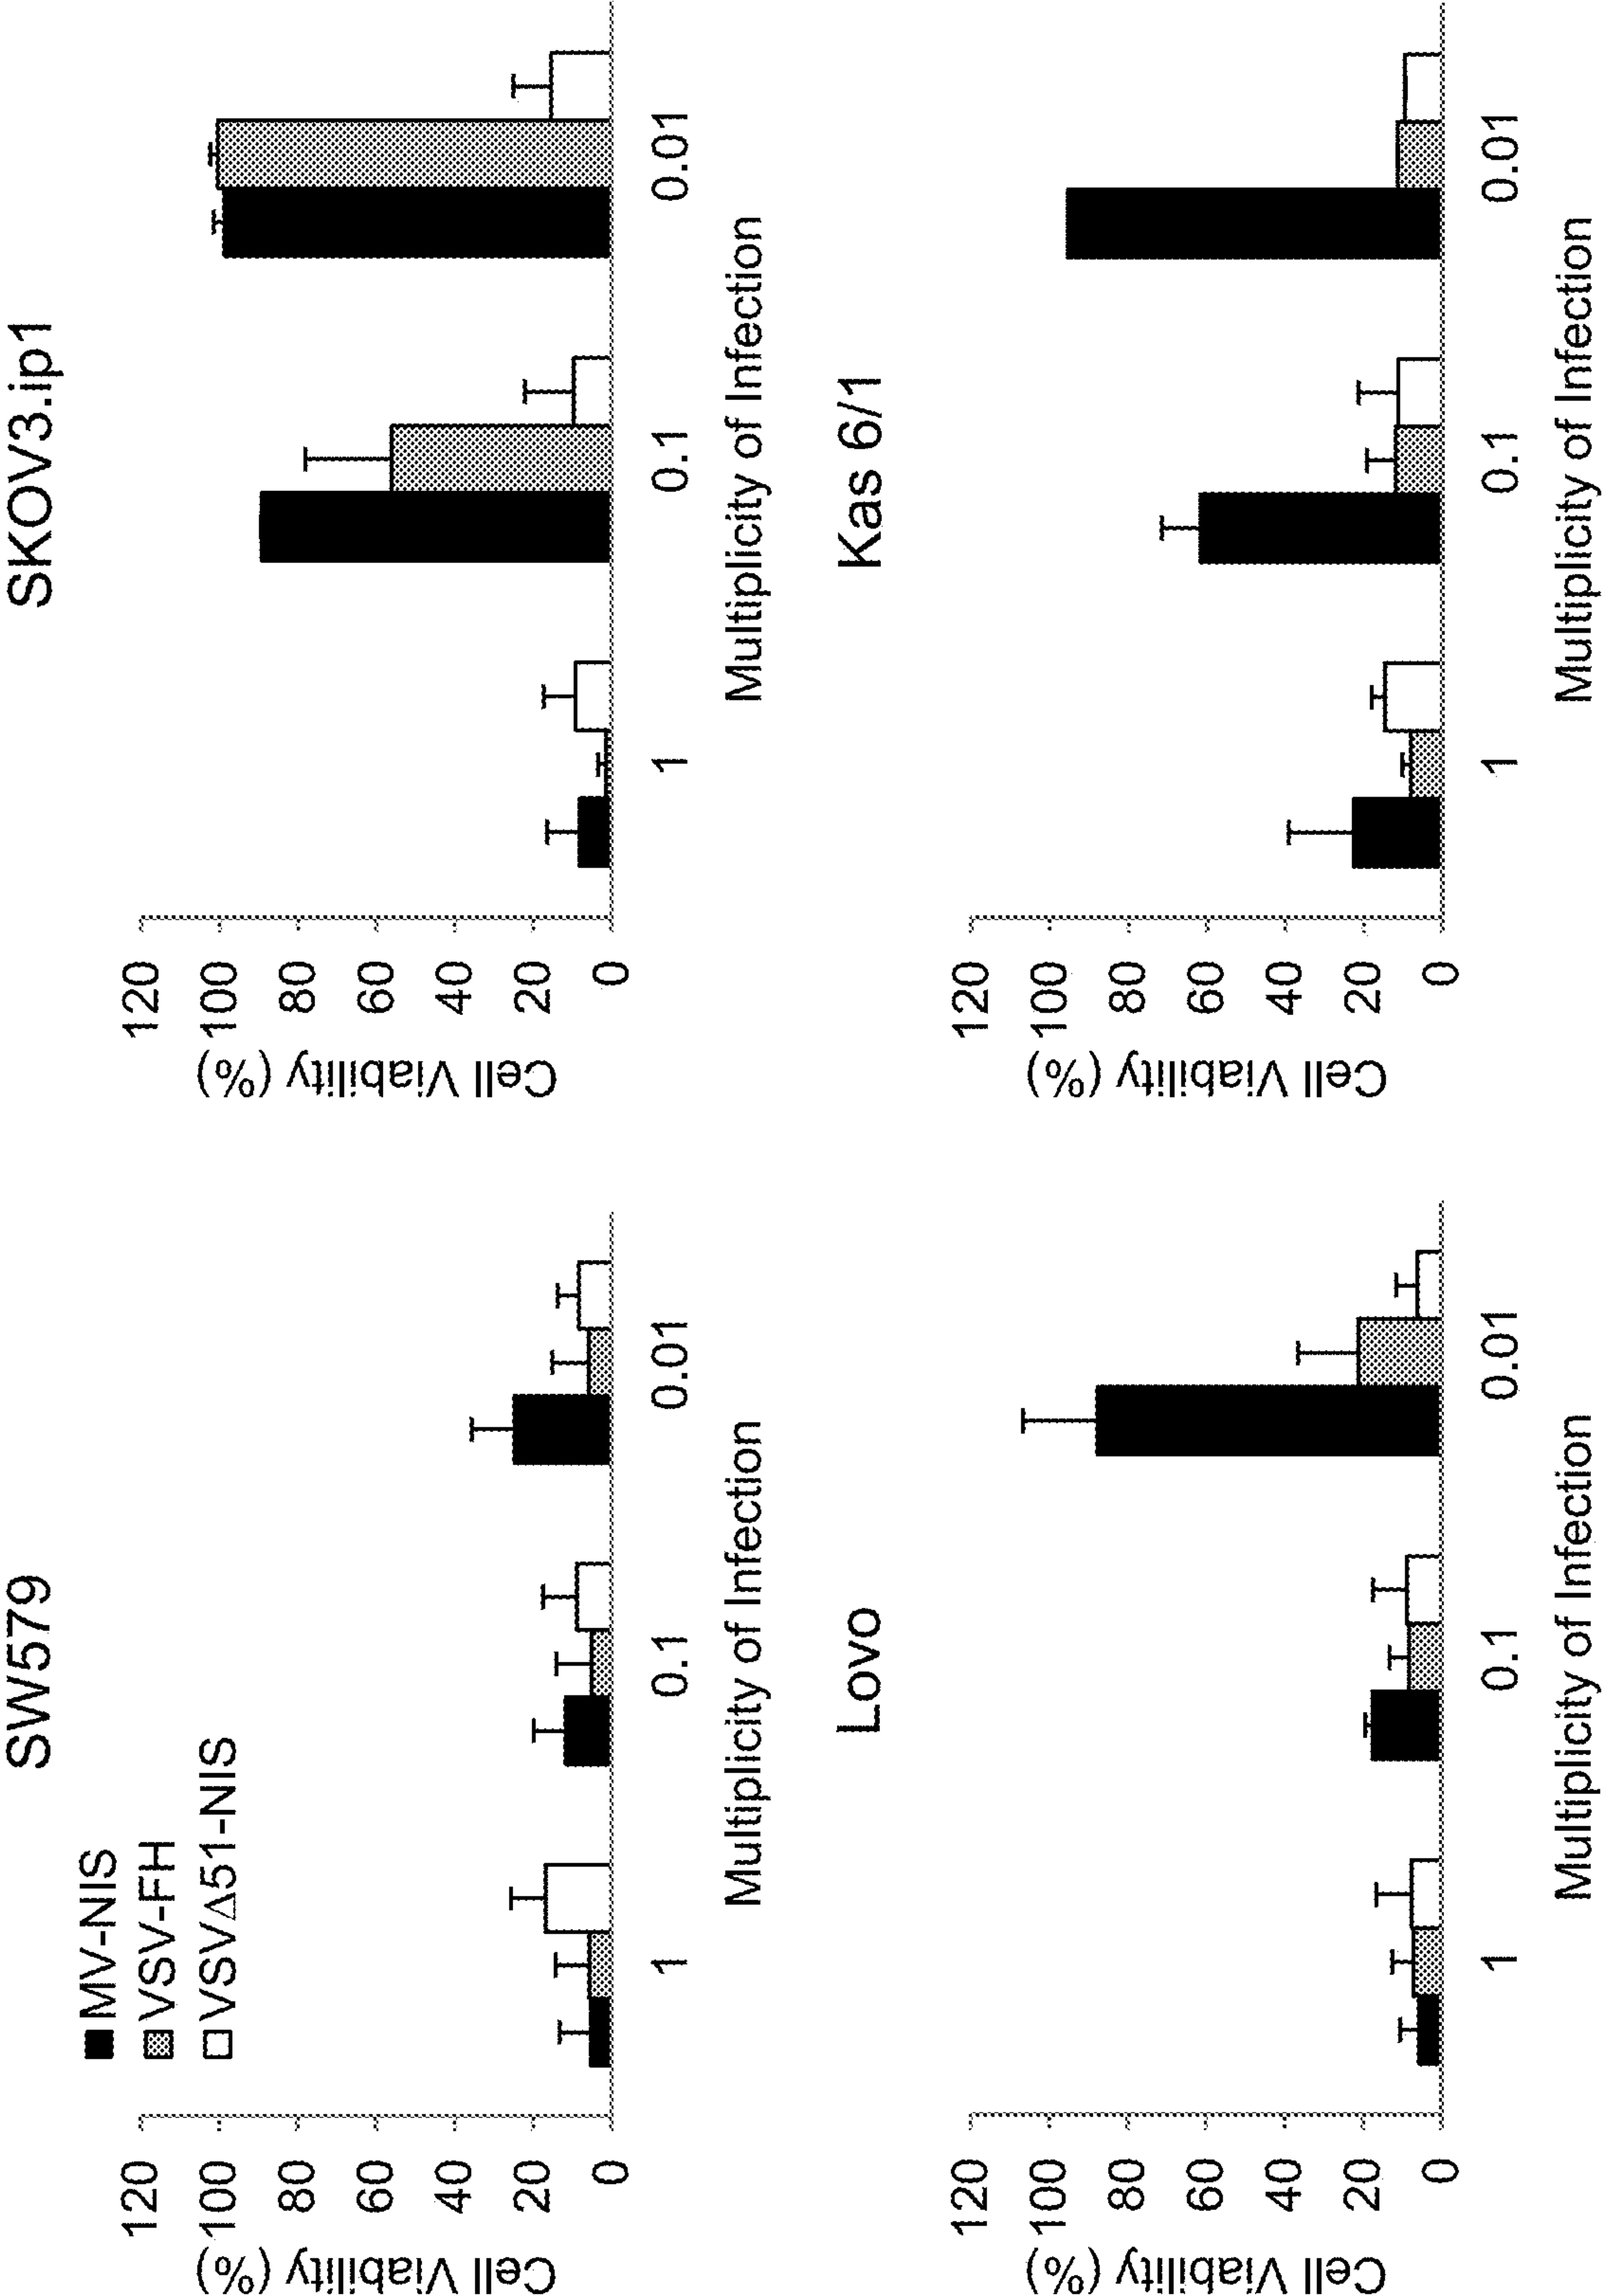 SW579
MV-NIS
VSV-FH
VSVΔ51-NIS
Cell Viability (%)
120
100
80
60
40
20
0
1 0.1 0.01
Multiplicity of Infection
SKOV3.ip1
Cell Viability (%)
120
100
80
60
40
20
0
1 0.1 0.01
Multiplicity of Infection
Lovo
Cell Viability (%)
120
100
80
60
40
20
0
1 0.1 0.01
Multiplicity of Infection
Kas 6/1
Cell Viability (%)
120
100
80
60
40
20
0
1 0.1 0.01
Multiplicity of Infection